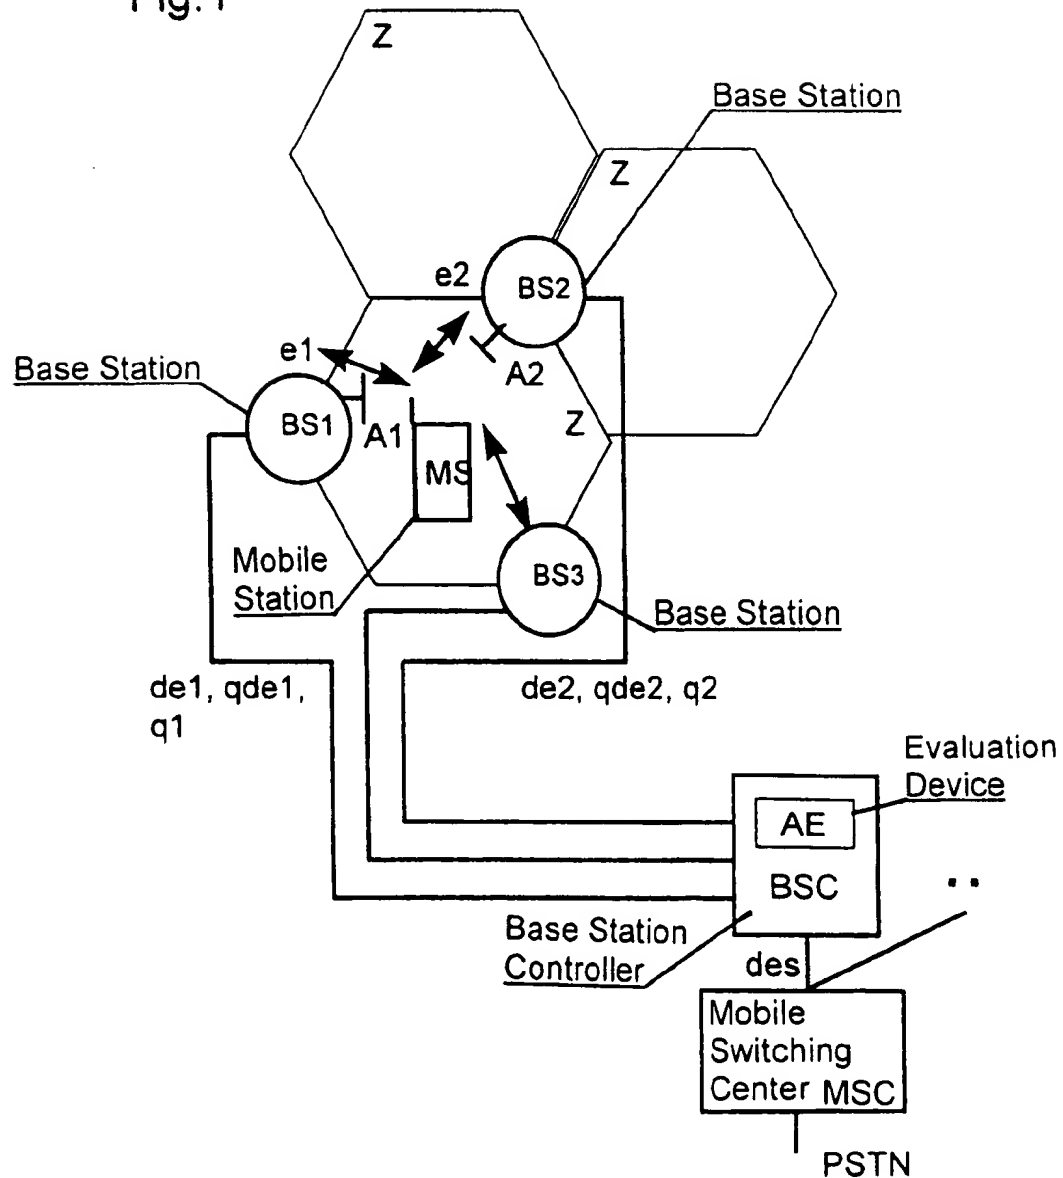 Fig. 1
Z
Base Station
Z
e2
BS2
e1
A2
Base Station
BS1
A1
Z
MS
Mobile
Station
BS3
Base Station
de1, qde1,
q1
de2, qde2, q2
Evaluation
Device
AE
BSC
Base Station
Controller
des
Mobile
Switching
Center MSC
PSTN